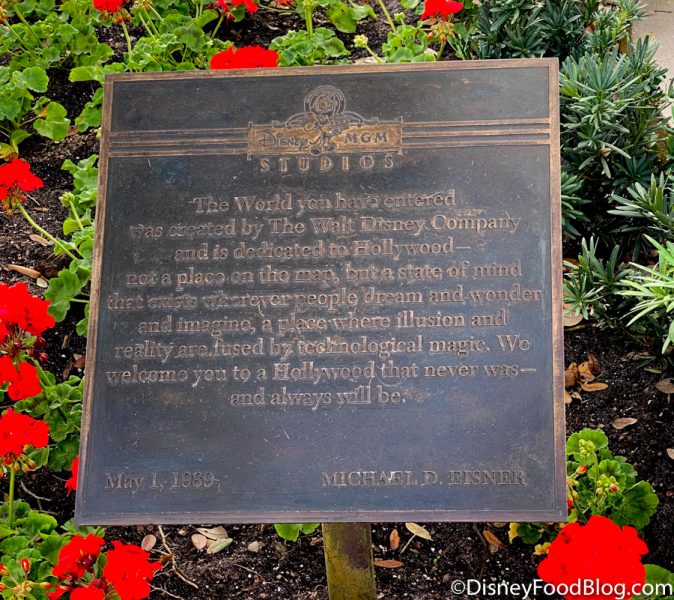 DISNEY MGM
STUDIOS
The World you have entered
was created by The Walt Disney Company
and is dedicated to Hollywood—
not a place on the map, but a state of mind
that exists wherever people dream and wonder
and imagine, a place where illusion and
reality are fused by technological magic. We
welcome you to a Hollywood that never was—
and always will be.
May 1, 1989 MICHAEL D. EISNER
©DisneyFoodBlog.com